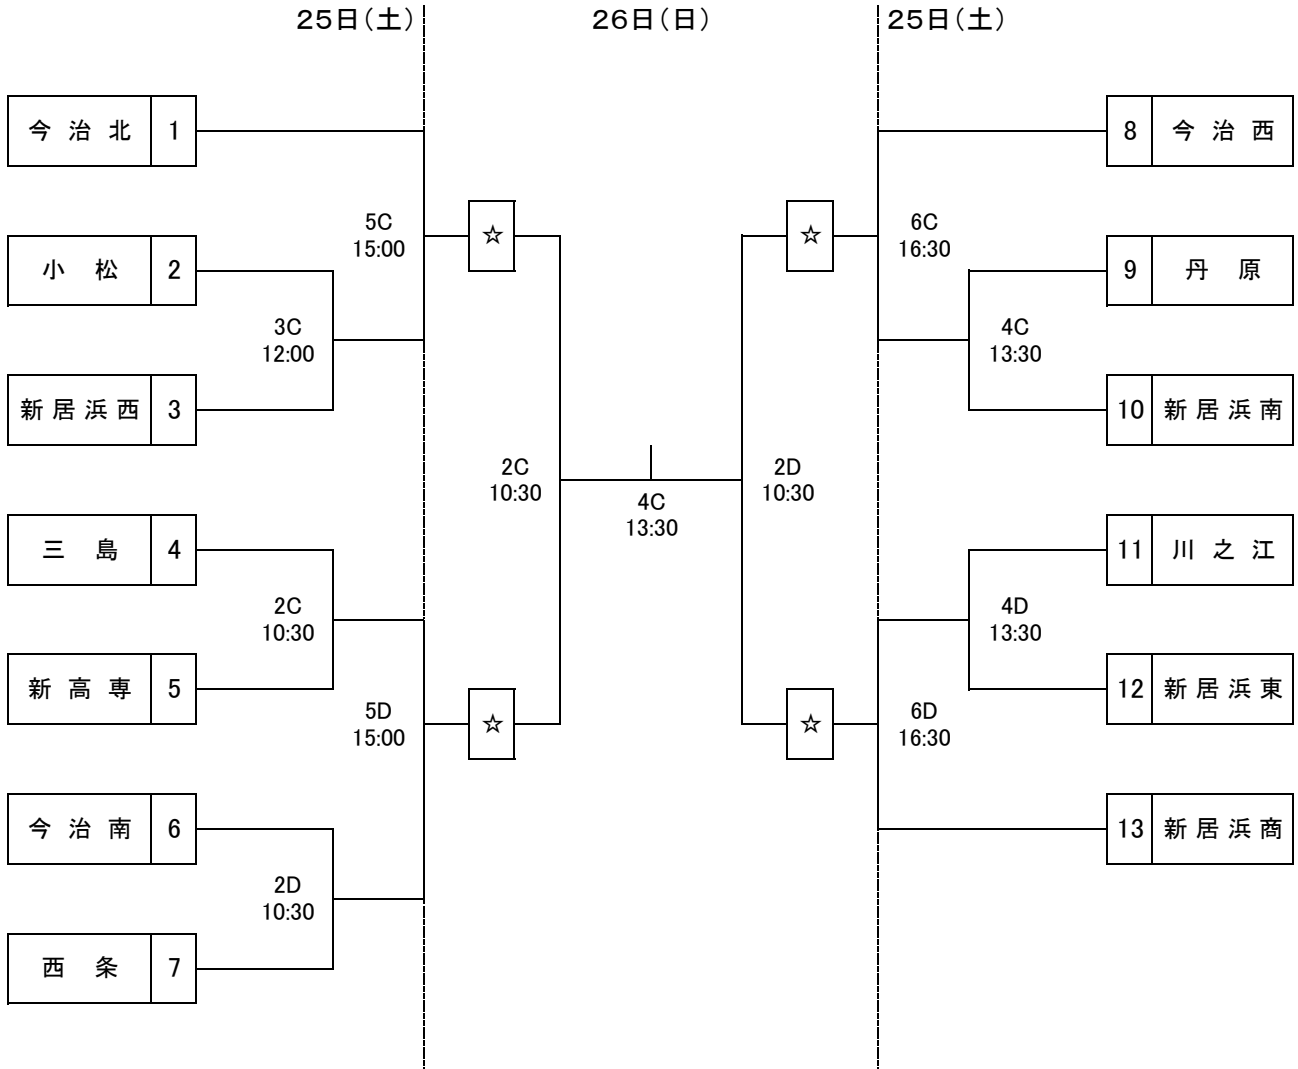 25日(土)
26日(日)
25日(土)
今治北 1
小松 2
新居浜西 3
三島 4
新高専 5
今治南 6
西条 7
3C
12:00
2C
10:30
2D
10:30
5C
15:00
5D
15:00
☆
☆
2C
10:30
4C
13:30
2D
10:30
☆
☆
6C
16:30
6D
16:30
4C
13:30
4D
13:30
8 今治西
9 丹原
10 新居浜南
11 川之江
12 新居浜東
13 新居浜商